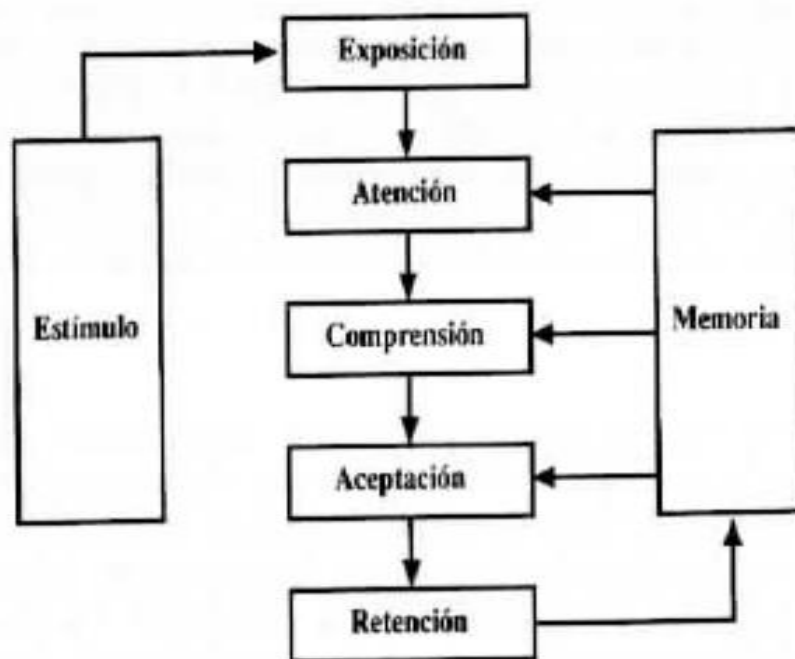 Exposición
Atención
Estímulo
Comprensión
Memoria
Aceptación
Retención